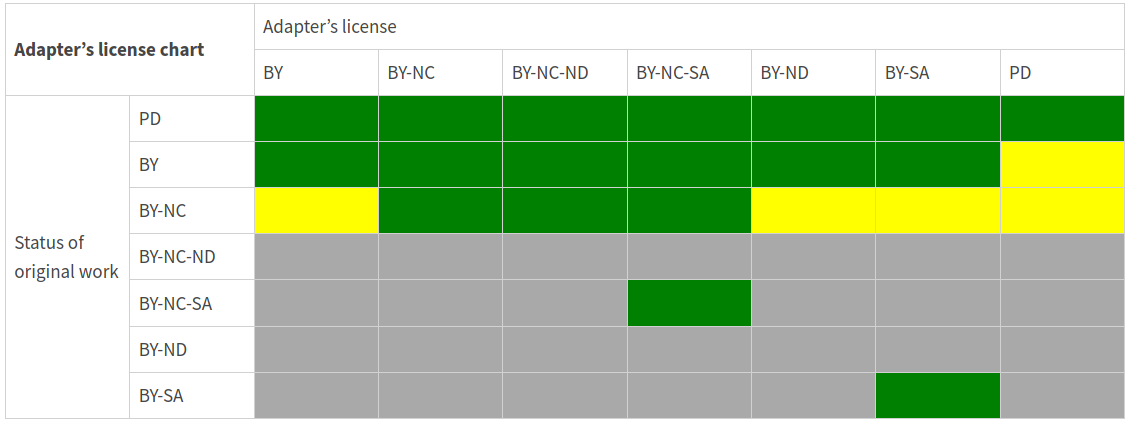 Adapter’s license chart
Adapter’s license
BY
BY-NC
BY-NC-ND
BY-NC-SA
BY-ND
BY-SA
PD
Status of
original work
PD
BY
BY-NC
BY-NC-ND
BY-NC-SA
BY-ND
BY-SA